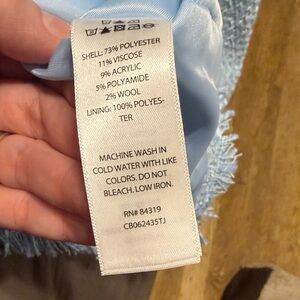 SHELL: 73% POLYESTER
11% VISCOSE
9% ACRYLIC
5% POLYAMIDE
2% WOOL
LINING: 100% POLYES-
TER
MACHINE WASH IN
COLD WATER WITH LIKE
COLORS. DO NOT
BLEACH. LOW IRON.
RN# 84319
CB062435TJ